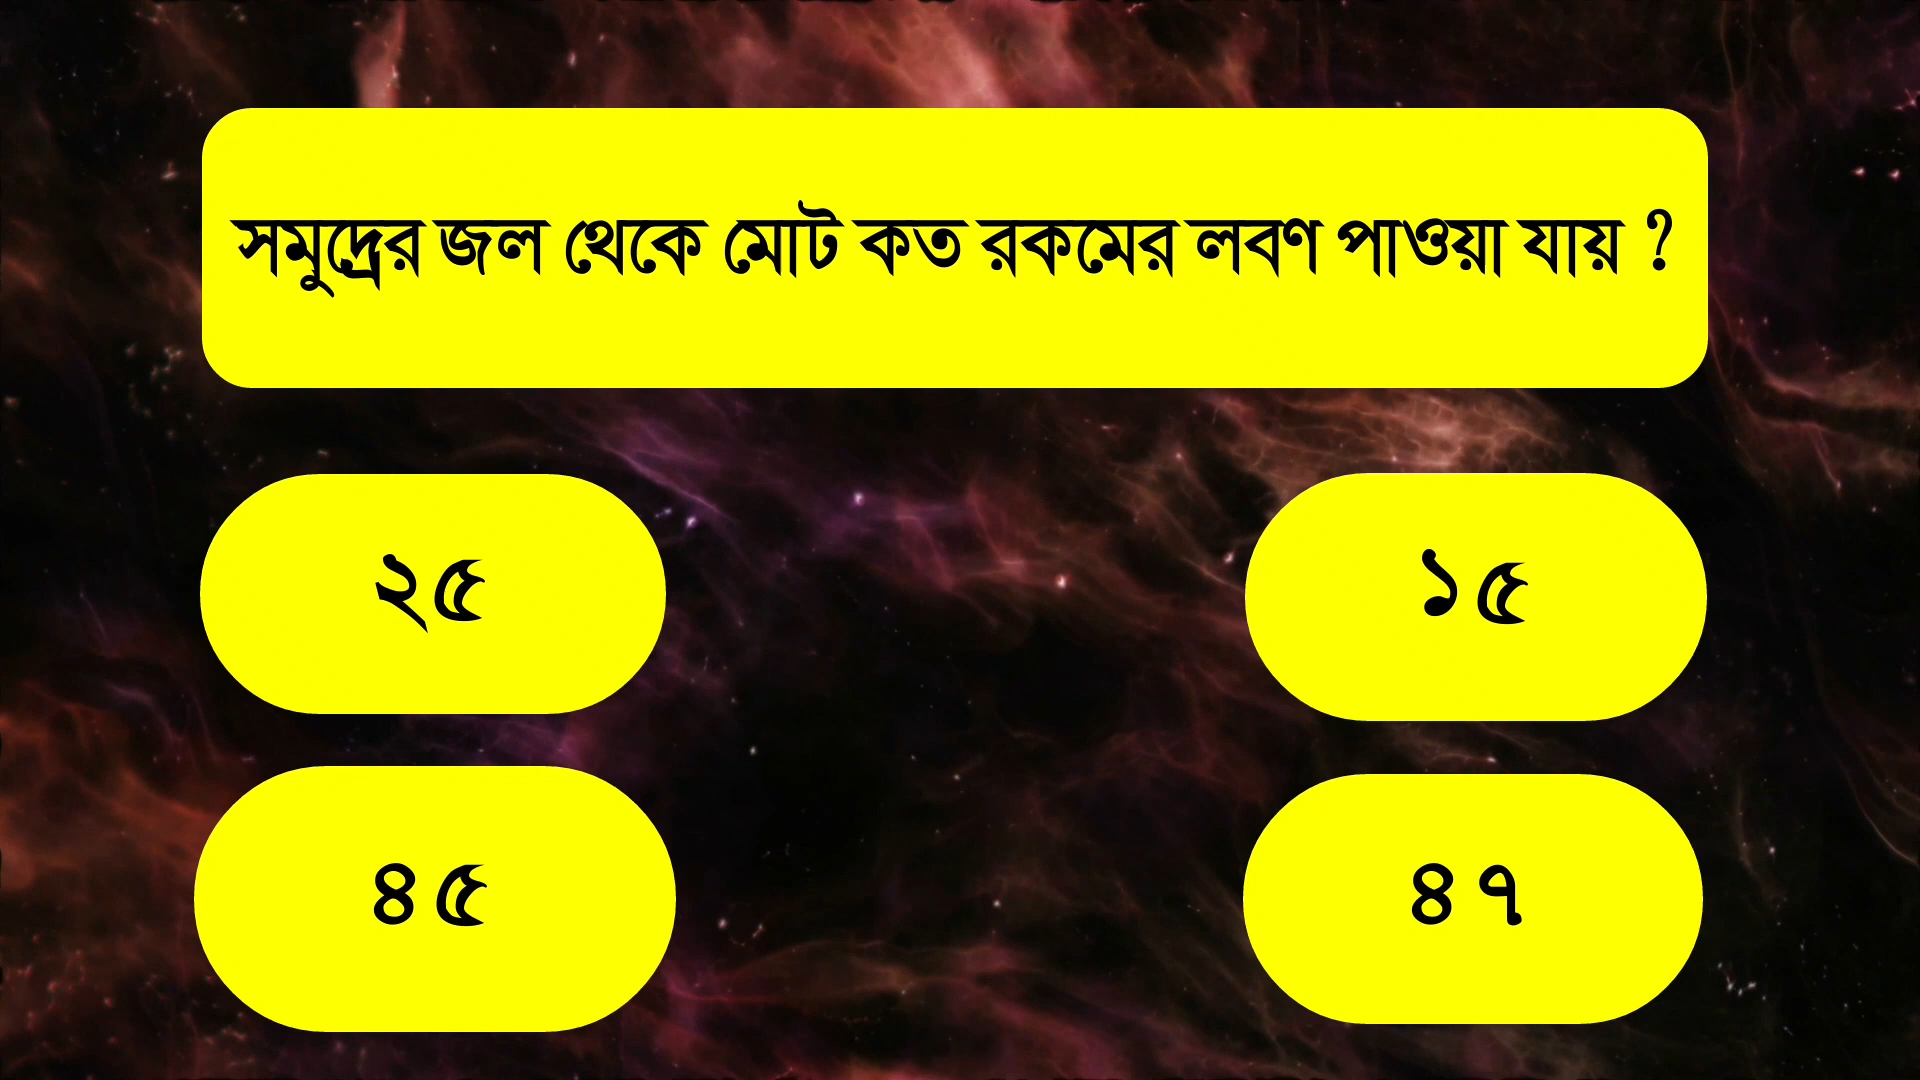 সমুদ্রের জল থেকে মোট কত রকমের লবণ পাওয়া যায় ?
২৫
১৫
৪৫
৪৭